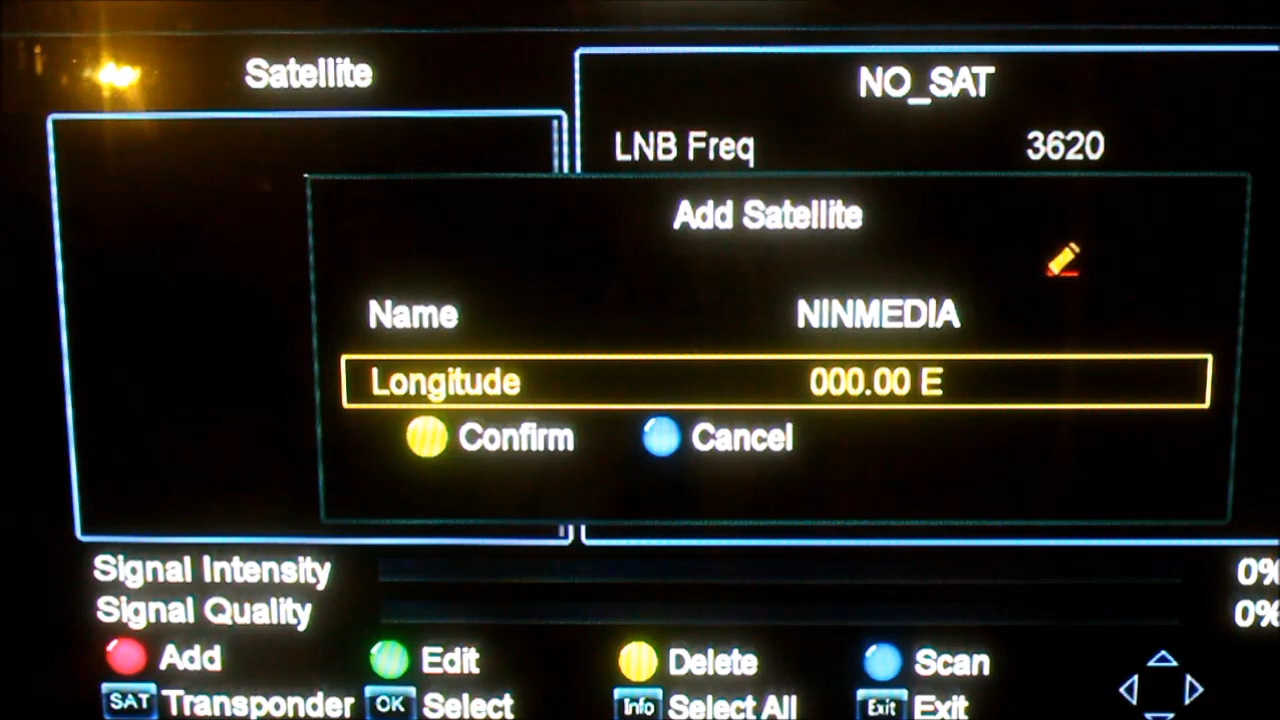 Satellite
NO_SAT
LNB Freq 3620
Add Satellite
Name NINMEDIA
Longitude 000.00 E
Confirm Cancel
Signal Intensity 0%
Signal Quality 0%
Add Edit Delete Scan
SAT Transponder OK Select Info Select All Exit Exit